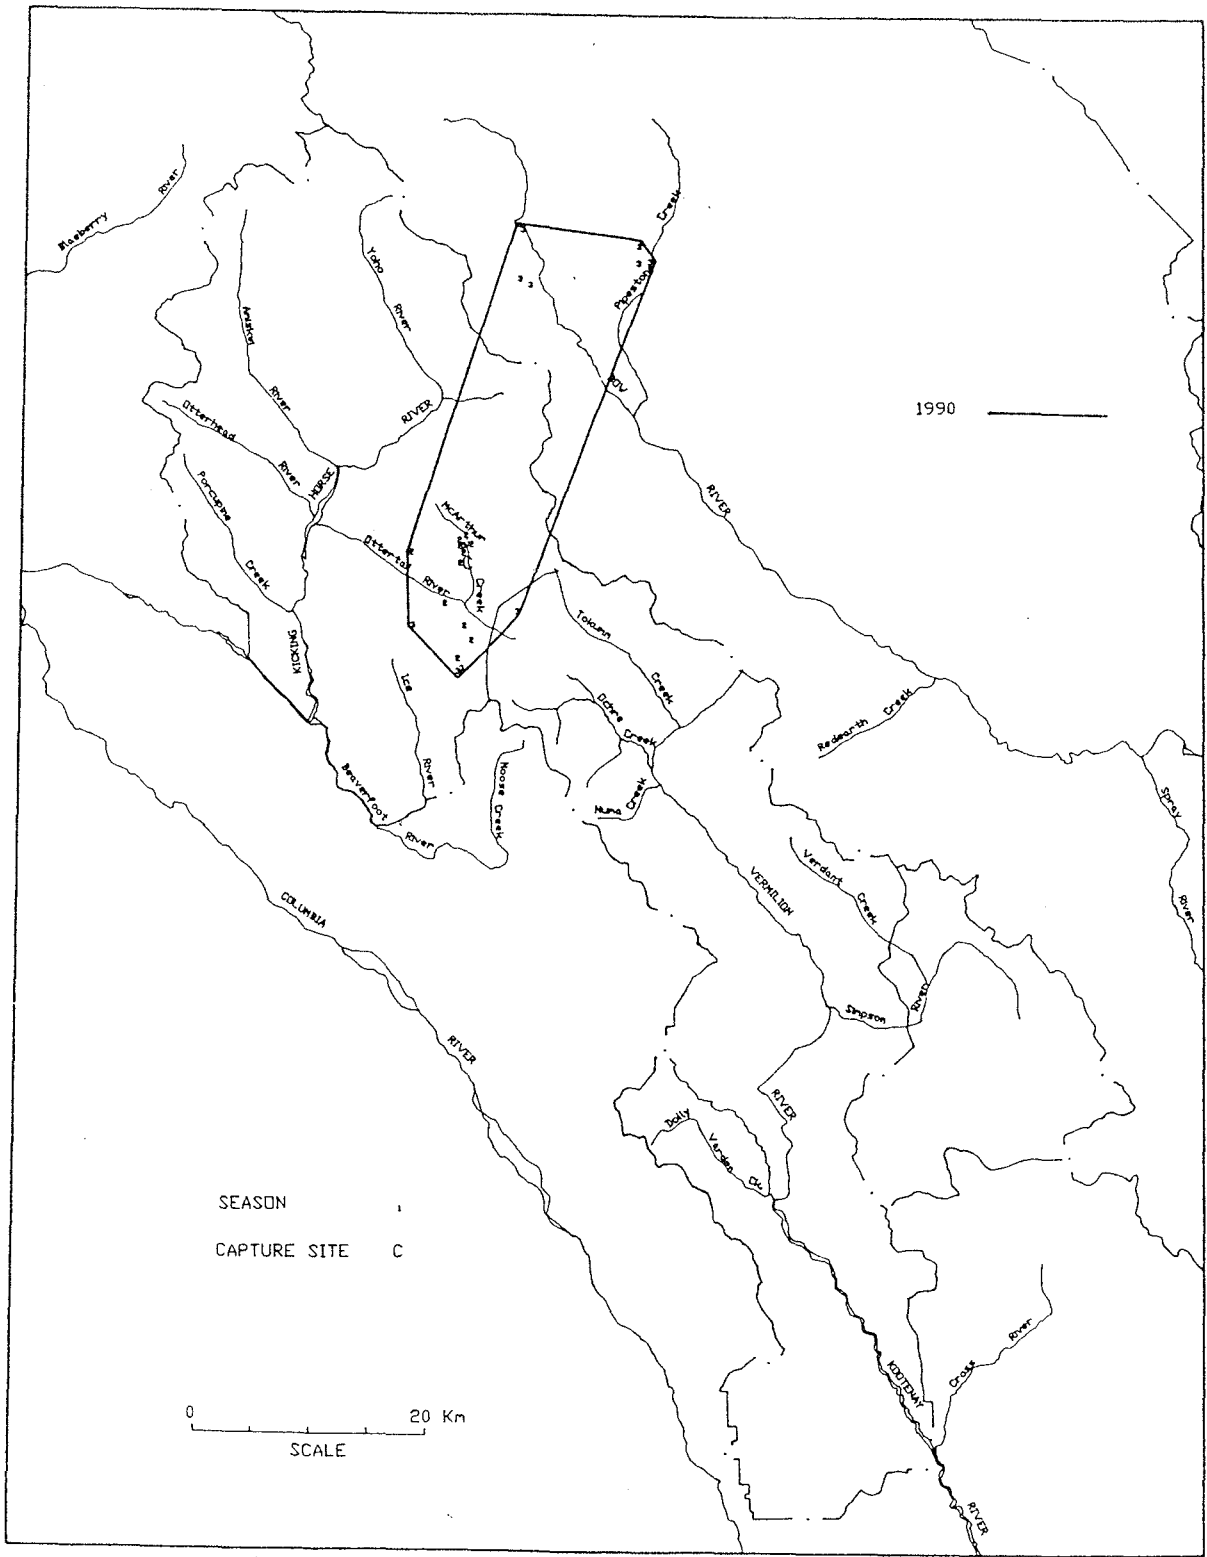 Blaeberry River
Creek
Pipestone
Yoho River
Amiskwi River
BOW RIVER
1990
Otterhead River
RIVER
HORSE
KICKING
Porcupine Creek
McArthur Creek
Ottertail River
Tokumm Creek
Ochre Creek
Ice River
Redearth Creek
Moose Creek
Numa Creek
Beaverfoot River
Spray River
Verdant Creek
VERMILION
COLUMBIA
RIVER
Simpson River
RIVER
Dolly Varden Ck
SEASON 1
CAPTURE SITE C
Cross River
KOOTENAY
RIVER
0 20 Km
SCALE